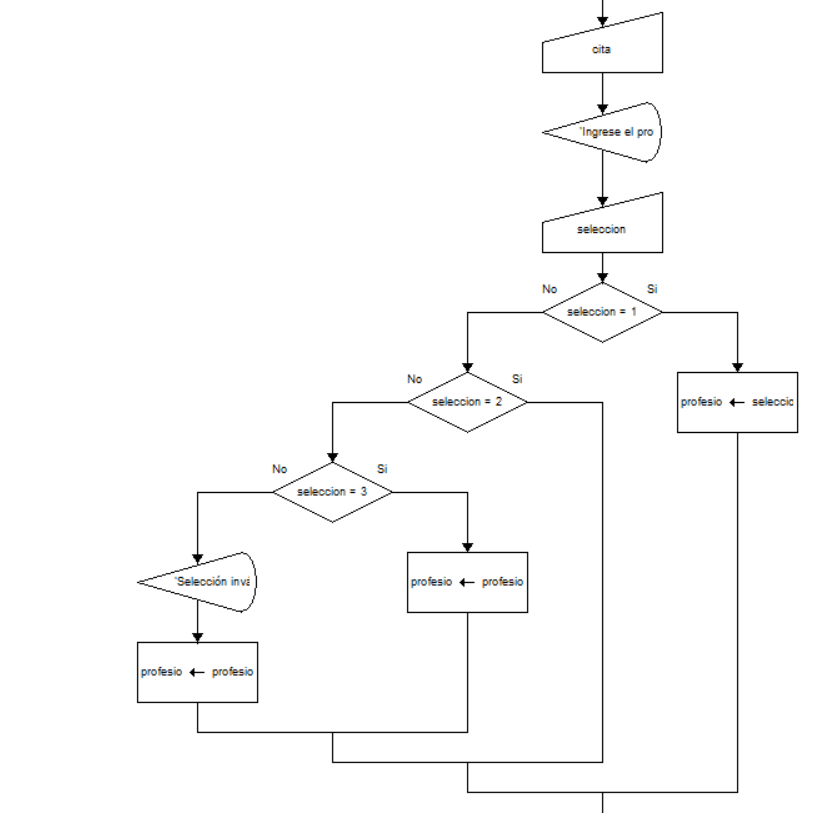 cita
'Ingrese el pro
seleccion
No
Si
seleccion = 1
No
Si
seleccion = 2
profesio ← seleccic
No
Si
seleccion = 3
'Selección inva
profesio ← profesio
profesio ← profesio